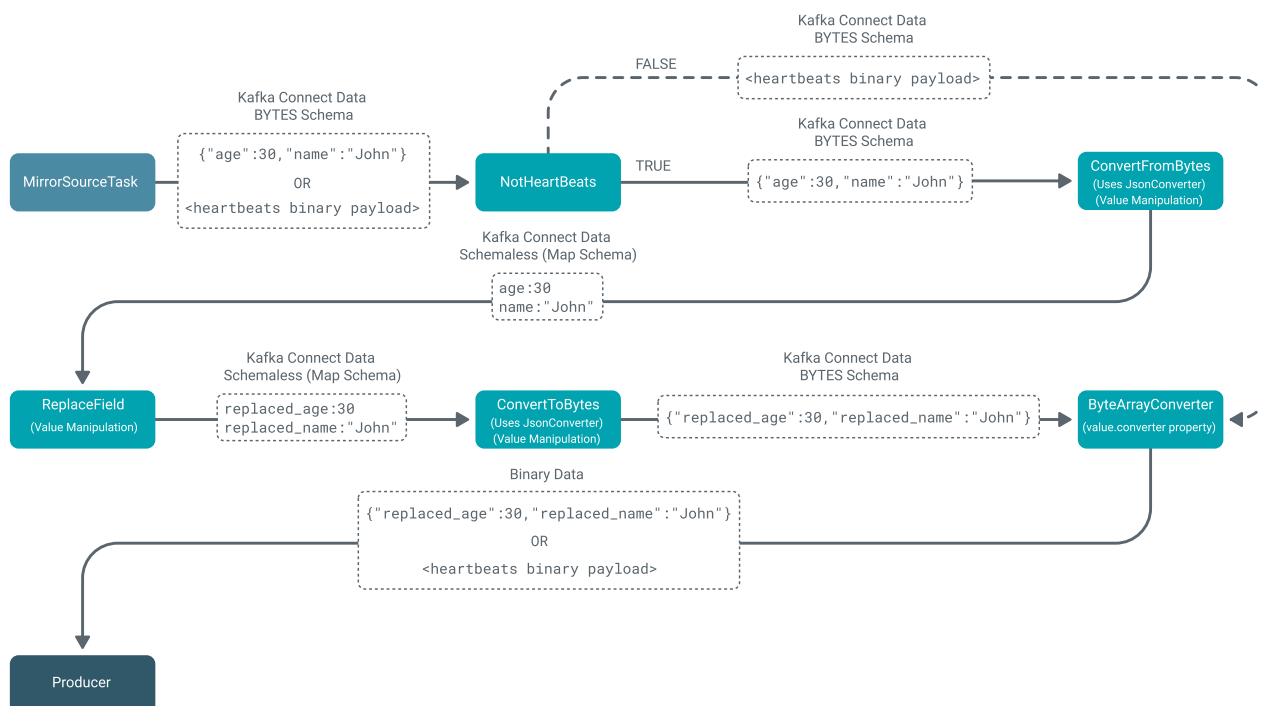 Kafka Connect Data
BYTES Schema
FALSE
<heartbeats binary payload>
Kafka Connect Data
BYTES Schema
{"age":30,"name":"John"}
OR
<heartbeats binary payload>
MirrorSourceTask
NotHeartBeats
TRUE
Kafka Connect Data
BYTES Schema
{"age":30,"name":"John"}
ConvertFromBytes
(Uses JsonConverter)
(Value Manipulation)
Kafka Connect Data
Schemaless (Map Schema)
age:30
name:"John"
ReplaceField
(Value Manipulation)
Kafka Connect Data
Schemaless (Map Schema)
replaced_age:30
replaced_name:"John"
ConvertToBytes
(Uses JsonConverter)
(Value Manipulation)
Kafka Connect Data
BYTES Schema
{"replaced_age":30,"replaced_name":"John"}
ByteArrayConverter
(value.converter property)
Binary Data
{"replaced_age":30,"replaced_name":"John"}
OR
<heartbeats binary payload>
Producer